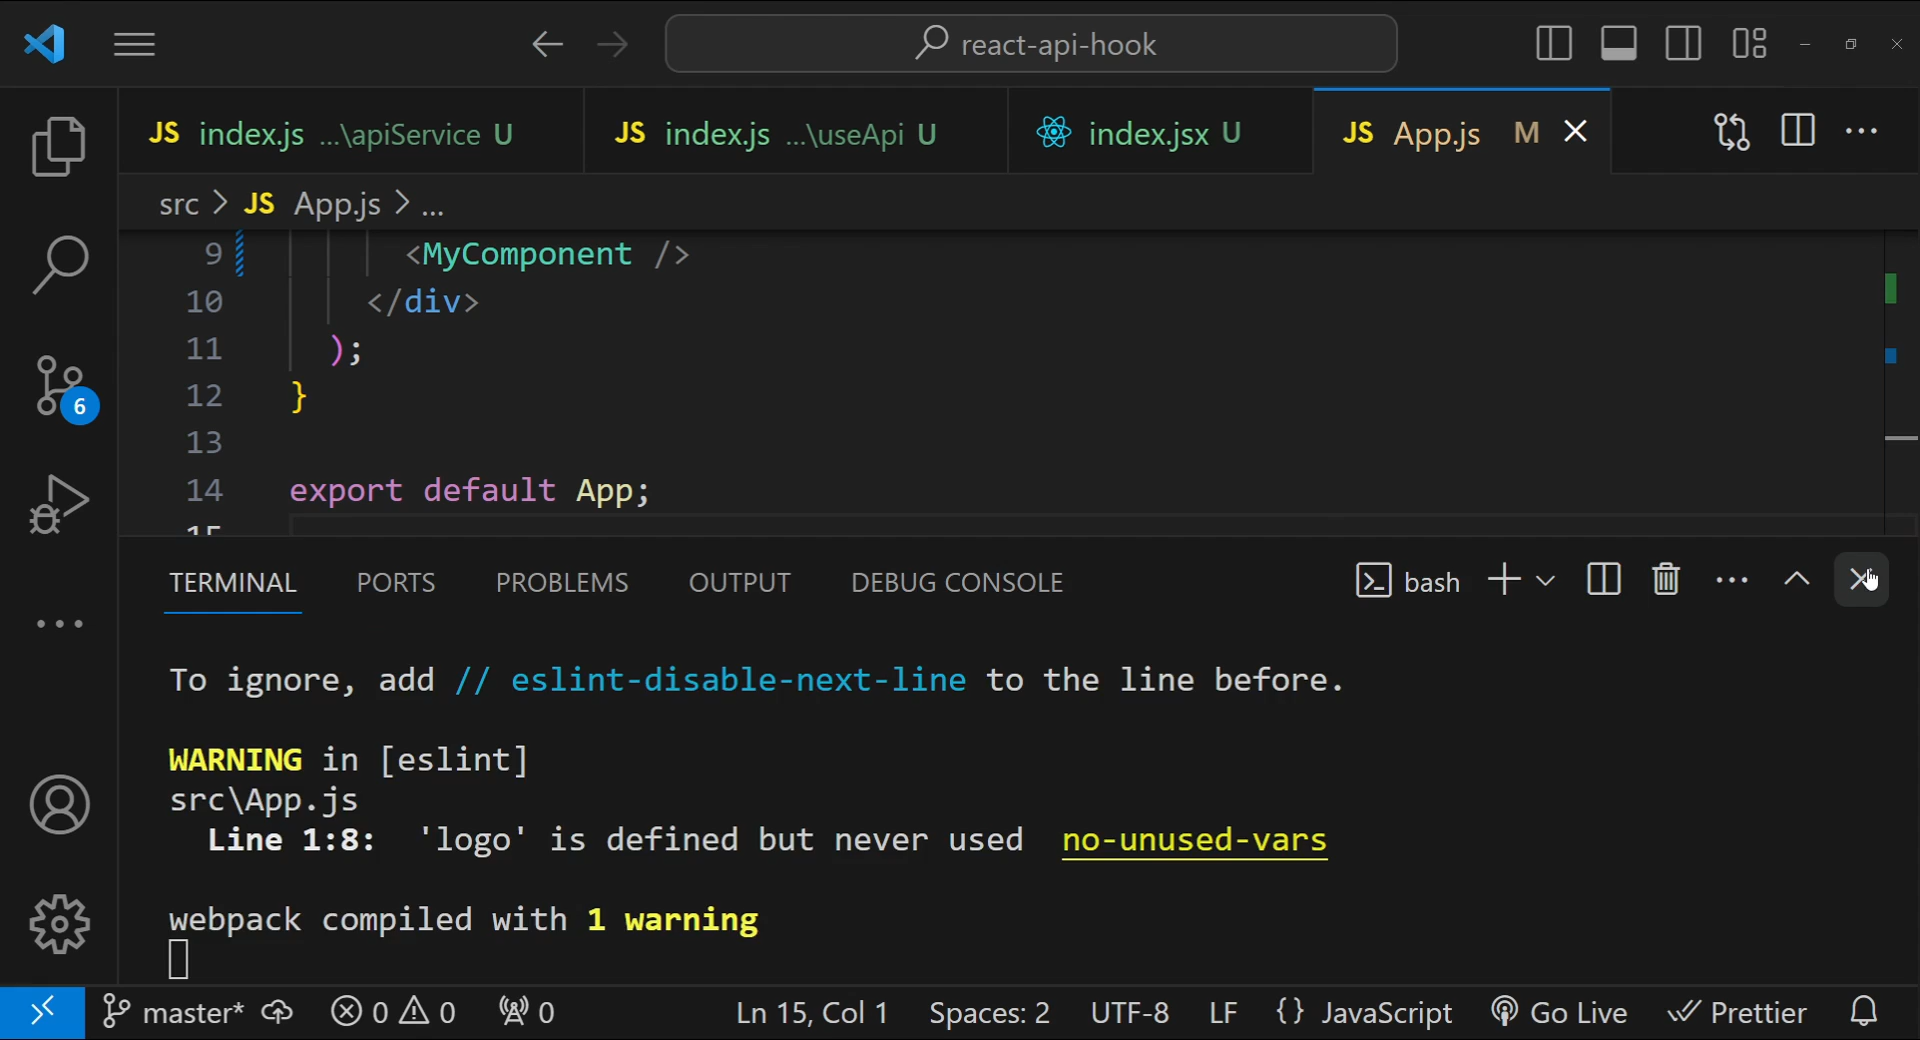 react-api-hook
JS index.js ...\apiService U
JS index.js ...\useApi U
index.jsx U
JS App.js M
src > JS App.js > ...
9 <MyComponent />
10 </div>
11 );
12 }
13
14 export default App;
15
TERMINAL PORTS PROBLEMS OUTPUT DEBUG CONSOLE bash
To ignore, add // eslint-disable-next-line to the line before.
WARNING in [eslint]
src\App.js
Line 1:8: 'logo' is defined but never used no-unused-vars
webpack compiled with 1 warning
6
master* 0 0 0 Ln 15, Col 1 Spaces: 2 UTF-8 LF {} JavaScript Go Live Prettier